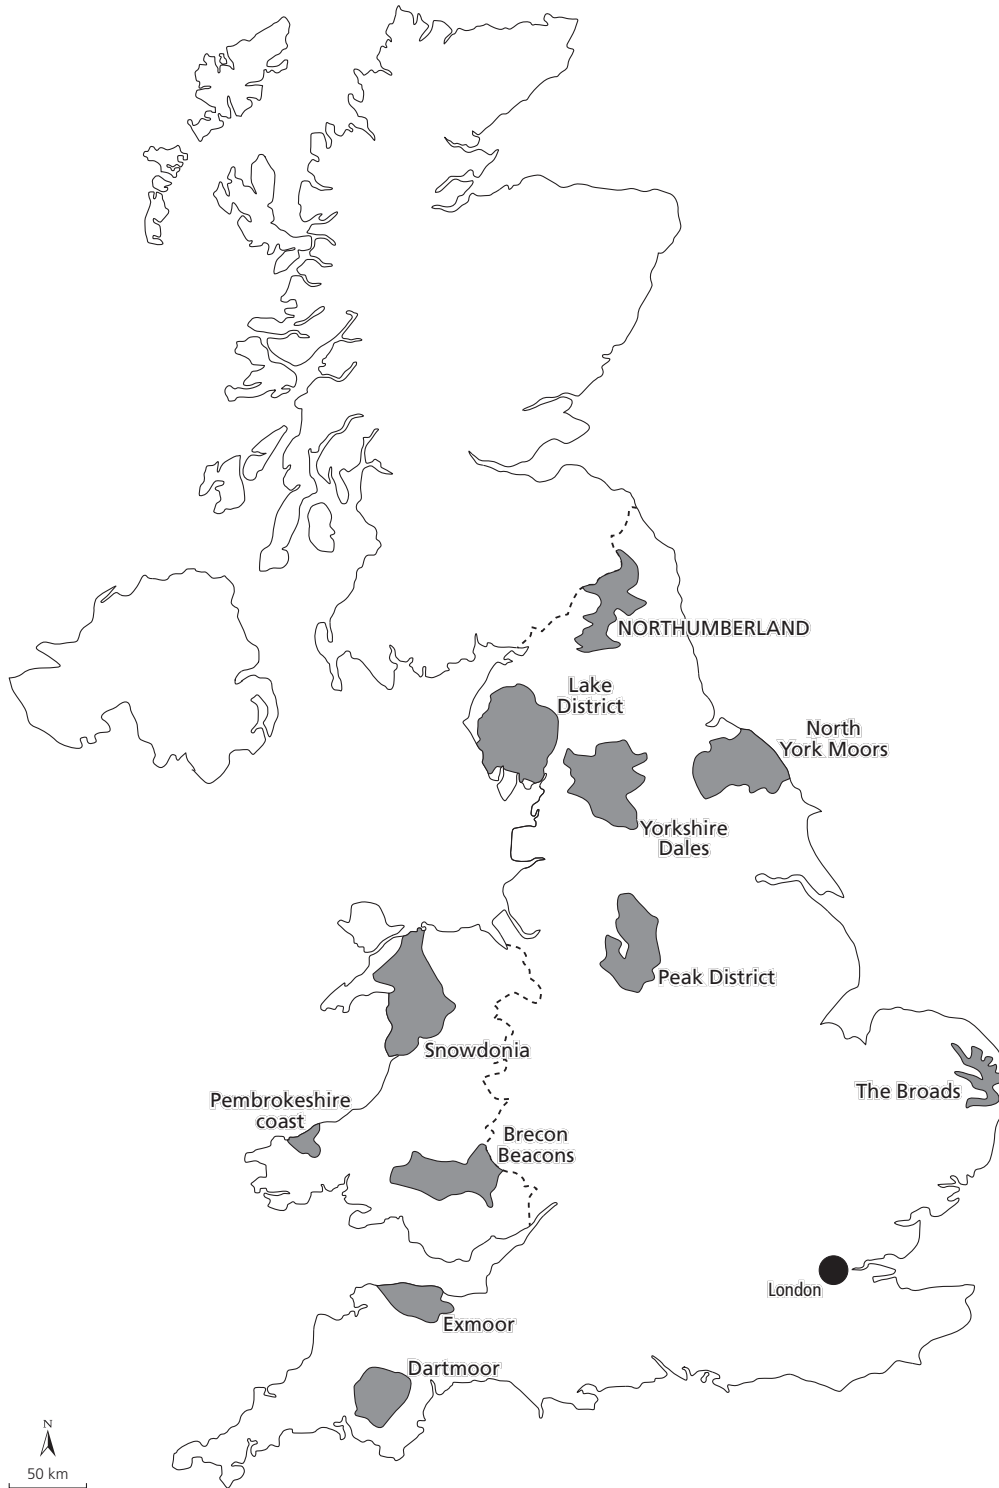 NORTHUMBERLAND
Lake
District
North
York Moors
Yorkshire
Dales
Peak District
Snowdonia
The Broads
Pembrokeshire
coast
Brecon
Beacons
London
Exmoor
Dartmoor
N
50 km